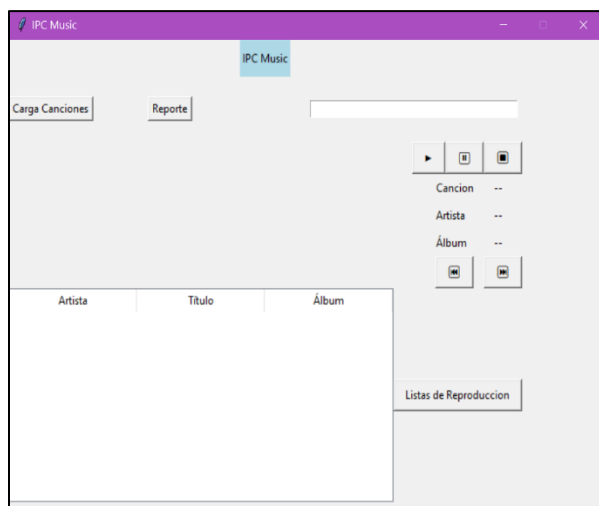 IPC Music
IPC Music
Carga Canciones Reporte
Cancion --
Artista --
Álbum --
Artista Título Álbum
Listas de Reproduccion